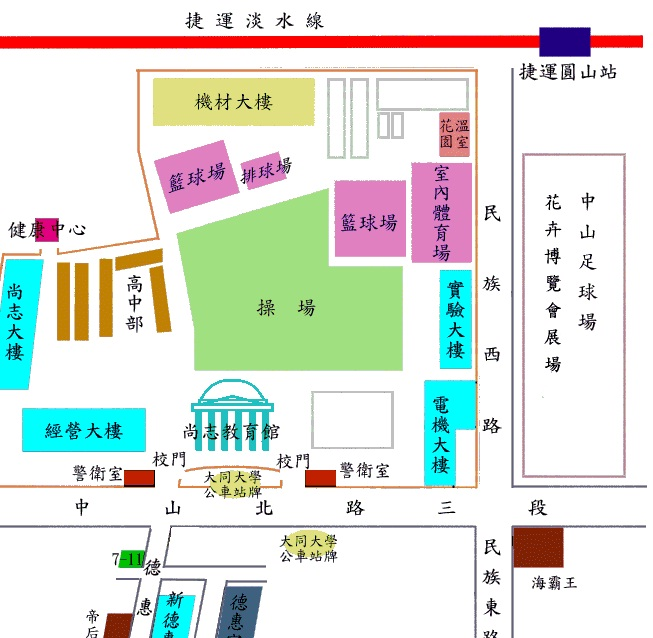 捷運淡水線
捷運圓山站
機材大樓
花園
溫室
籃球場
排球場
室內體育場
籃球場
健康中心
高中部
尚志大樓
操場
實驗大樓
民族西路
中山足球場
花卉博覽會展場
電機大樓
經營大樓
尚志教育館
校門
校門
警衛室
大同大學
公車站牌
警衛室
中山北路三段
大同大學
公車站牌
7-11
德惠
新德惠
德惠
帝后
民族東路
海霸王